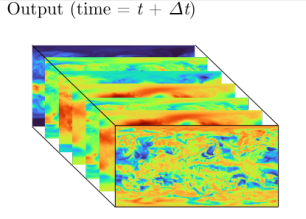 Output (time = t + Δt)